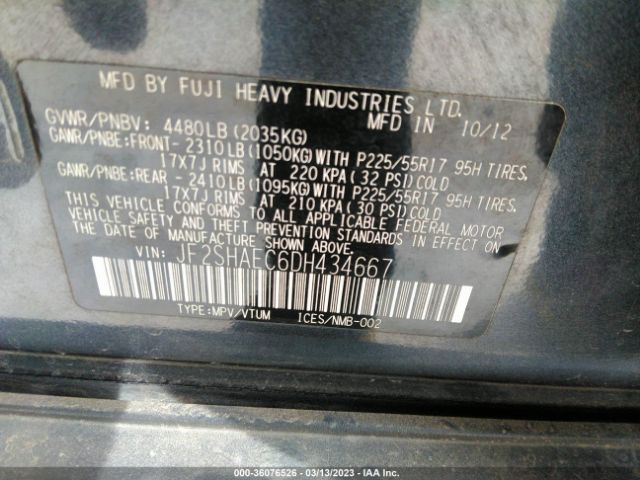 MFD BY FUJI HEAVY INDUSTRIES LTD.
MFD IN 10/12
GVWR/PNBV: 4480LB (2035KG)
GAWR/PNBE:FRONT- 2310LB (1050KG) WITH P225/55R17 95H TIRES,
17X7J RIMS AT 220 KPA (32 PSI) COLD
GAWR/PNBE:REAR - 2410LB (1095KG) WITH P225/55R17 95H TIRES,
17X7J RIMS AT 210 KPA (30 PSI) COLD
THIS VEHICLE CONFORMS TO ALL APPLICABLE FEDERAL MOTOR
VEHICLE SAFETY AND THEFT PREVENTION STANDARDS IN EFFECT ON
THE DATE OF MANUFACTURE SHOWN ABOVE.
VIN: JF2SHAEC6DH434667
TYPE:MPV/VTUM ICES/NMB-002
000-36076526 - 03/13/2023 - IAA Inc.